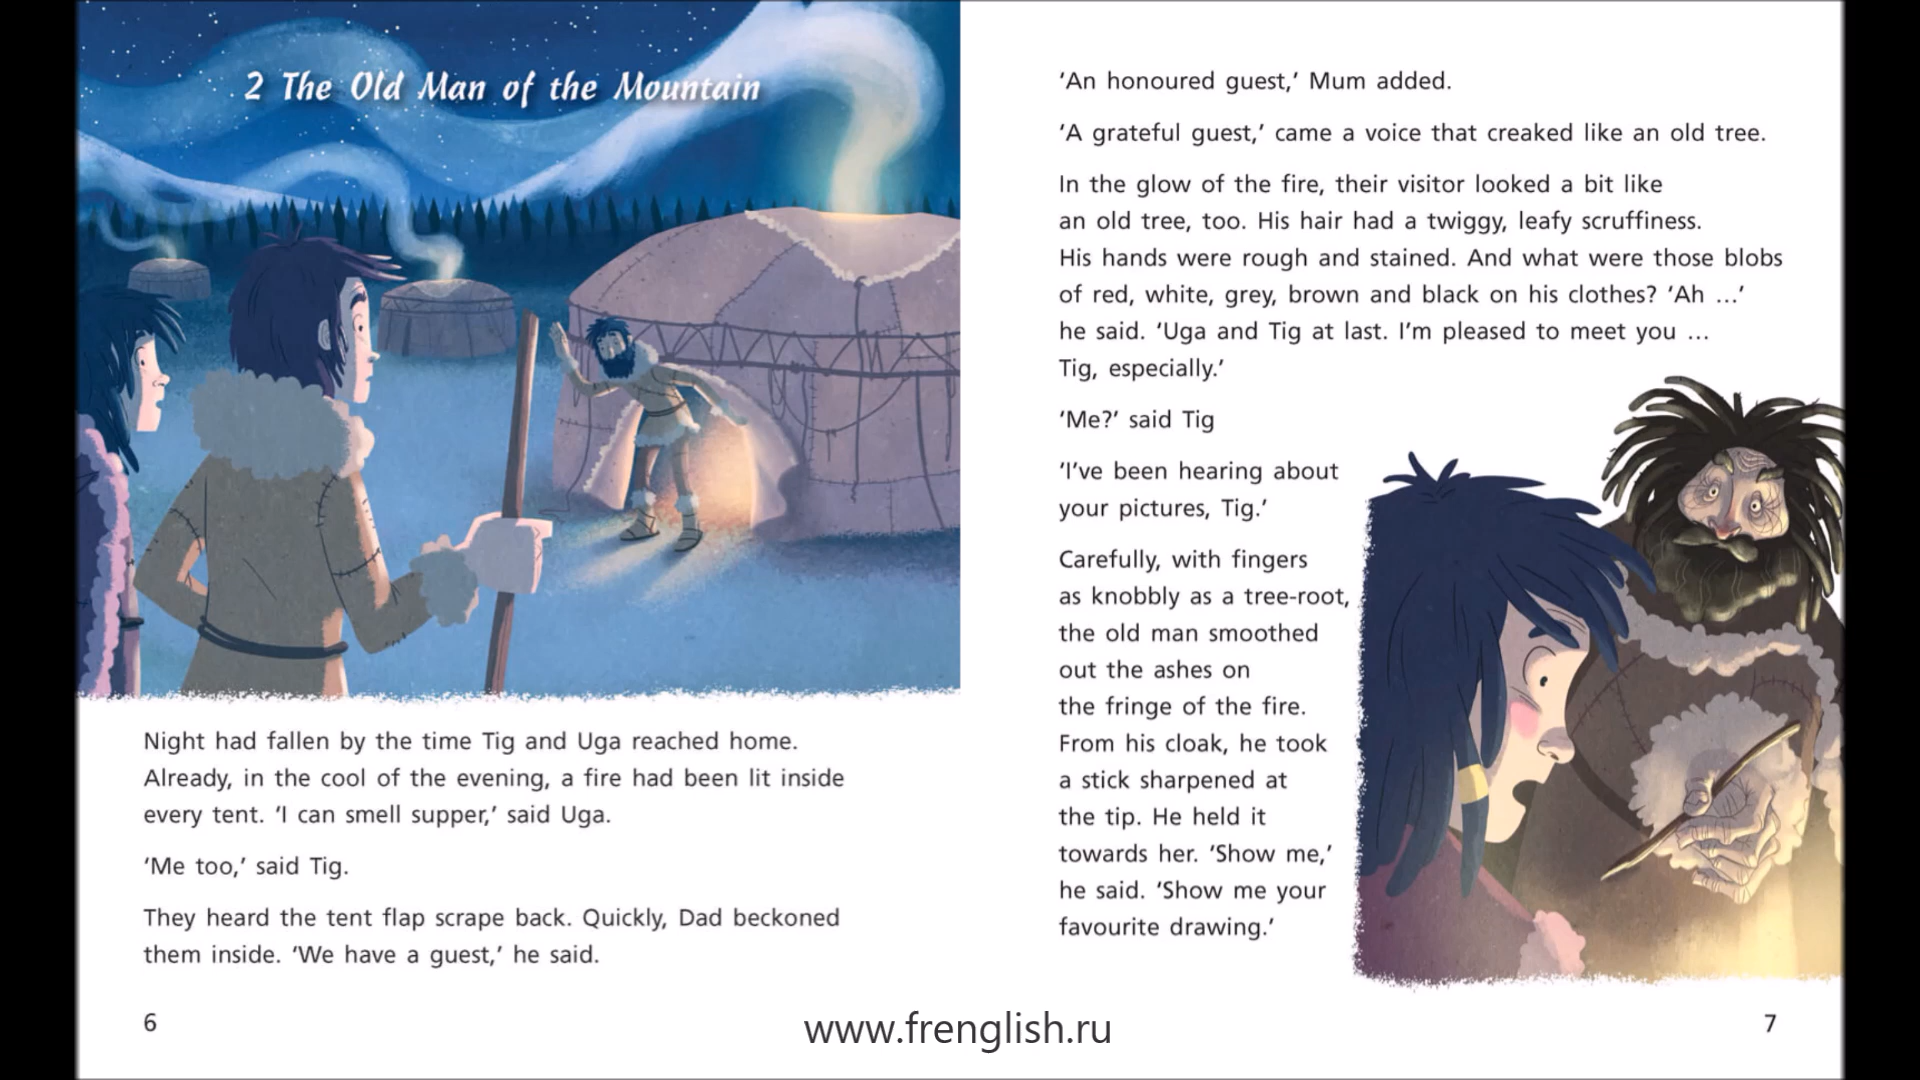 2 The Old Man of the Mountain
Night had fallen by the time Tig and Uga reached home.
Already, in the cool of the evening, a fire had been lit inside
every tent. ‘I can smell supper,’ said Uga.
‘Me too,’ said Tig.
They heard the tent flap scrape back. Quickly, Dad beckoned
them inside. ‘We have a guest,’ he said.
6
‘An honoured guest,’ Mum added.
‘A grateful guest,’ came a voice that creaked like an old tree.
In the glow of the fire, their visitor looked a bit like
an old tree, too. His hair had a twiggy, leafy scruffiness.
His hands were rough and stained. And what were those blobs
of red, white, grey, brown and black on his clothes? ‘Ah …’
he said. ‘Uga and Tig at last. I’m pleased to meet you …
Tig, especially.’
‘Me?’ said Tig
‘I’ve been hearing about
your pictures, Tig.’
Carefully, with fingers
as knobbly as a tree-root,
the old man smoothed
out the ashes on
the fringe of the fire.
From his cloak, he took
a stick sharpened at
the tip. He held it
towards her. ‘Show me,’
he said. ‘Show me your
favourite drawing.’
7
www.frenglish.ru